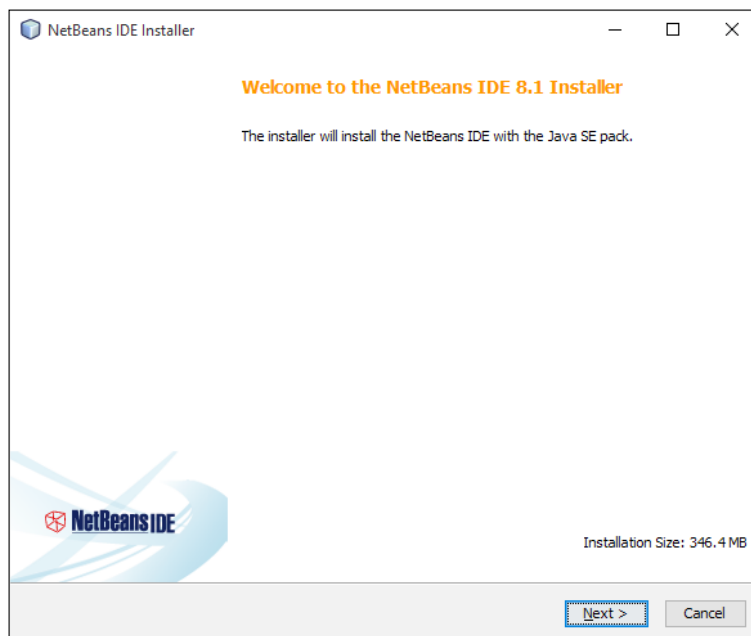 NetBeans IDE Installer
Welcome to the NetBeans IDE 8.1 Installer
The installer will install the NetBeans IDE with the Java SE pack.
NetBeans IDE
Installation Size: 346.4 MB
Next >
Cancel